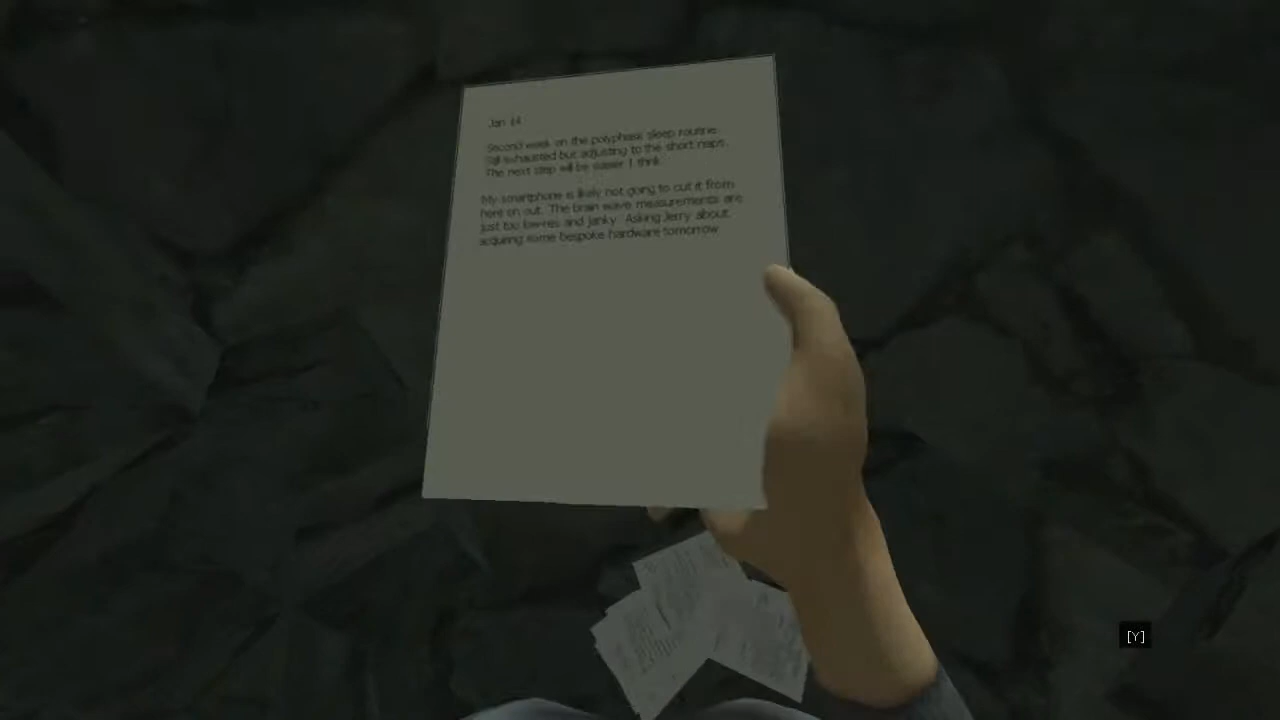 Jan 14
Second week on the polyphasic sleep routine.
Still exhausted but adjusting to the short naps.
The next step will be easier I think.
My smartphone is likely not going to cut it from
here on out. The brain wave measurements are
just too low-res and janky. Asking Jerry about
acquiring some bespoke hardware tomorrow
[Y]